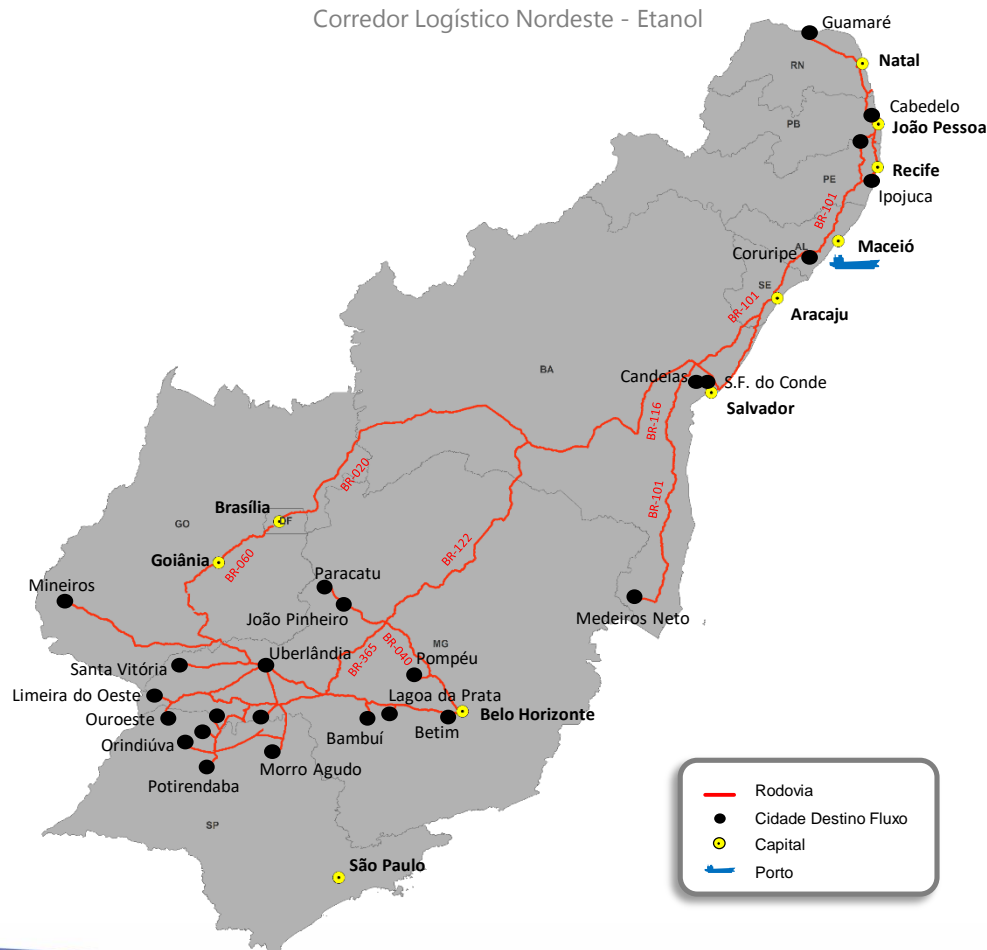 Corredor Logístico Nordeste - Etanol
Guamaré
Natal
RN
Cabedelo
João Pessoa
PB
Recife
PE
Ipojuca
BR-101
Maceió
AL
Coruripe
SE
BR-101
Aracaju
BA
Candeias
S.F. do Conde
Salvador
BR-116
BR-020
BR-101
Brasília
DF
GO
BR-122
Goiânia
BR-060
Paracatu
Mineiros
João Pinheiro
Medeiros Neto
MG
BR-040
Uberlândia
BR-365
Pompéu
Santa Vitória
Limeira do Oeste
Lagoa da Prata
Ouroeste
Belo Horizonte
Bambuí
Betim
Orindiúva
Morro Agudo
Potirendaba
SP
São Paulo
Rodovia
Cidade Destino Fluxo
Capital
Porto